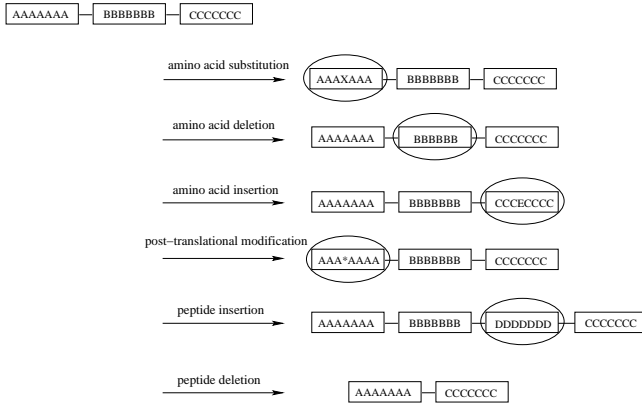 AAAAAAA BBBBBBB CCCCCCC
amino acid substitution
AAAXAAA BBBBBBB CCCCCCC
amino acid deletion
AAAAAAA BBBBBB CCCCCCC
amino acid insertion
AAAAAAA BBBBBBB CCCECCCC
post-translational modification
AAA*AAAA BBBBBBB CCCCCCC
peptide insertion
AAAAAAA BBBBBBB DDDDDDD CCCCCCC
peptide deletion
AAAAAAA CCCCCCC